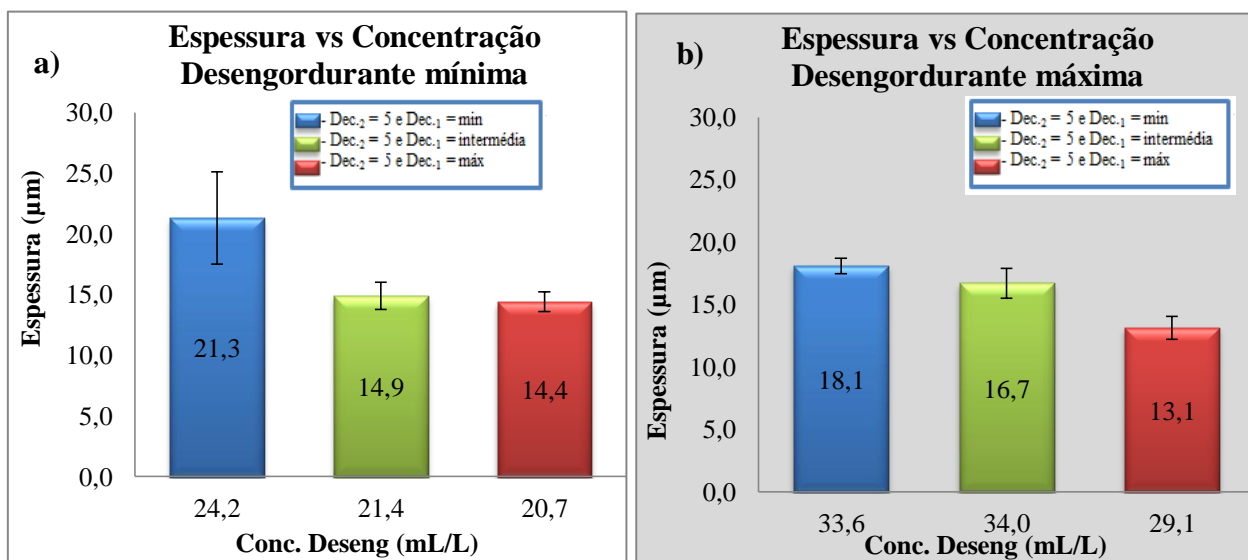 a)
Espessura vs Concentração
Desengordurante mínima
- Dec.2 = 5 e Dec.1 = min
- Dec.2 = 5 e Dec.1 = intermédia
- Dec.2 = 5 e Dec.1 = máx
Espessura (µm)
30,0
25,0
20,0
15,0
10,0
5,0
0,0
21,3
14,9
14,4
24,2 21,4 20,7
Conc. Deseng (mL/L)
b)
Espessura vs Concentração
Desengordurante máxima
- Dec.2 = 5 e Dec.1 = min
- Dec.2 = 5 e Dec.1 = intermédia
- Dec.2 = 5 e Dec.1 = máx
Espessura (µm)
30,0
25,0
20,0
15,0
10,0
5,0
0,0
18,1
16,7
13,1
33,6 34,0 29,1
Conc. Deseng (mL/L)